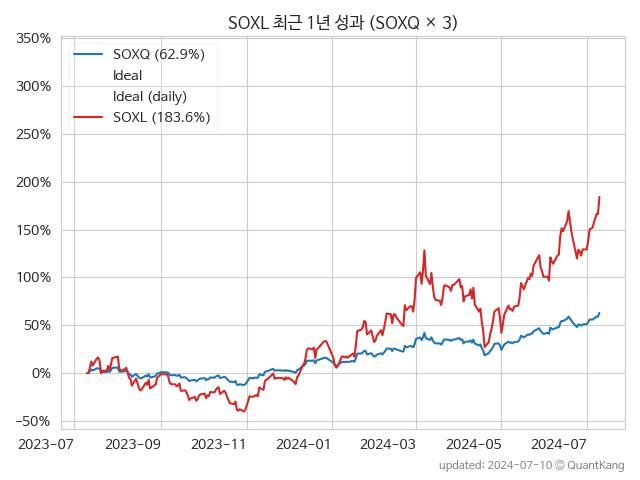 SOXL 최근 1년 성과 (SOXQ × 3)
350%
300%
250%
200%
150%
100%
50%
0%
−50%
SOXQ (62.9%)
Ideal
Ideal (daily)
SOXL (183.6%)
2023-07
2023-09
2023-11
2024-01
2024-03
2024-05
2024-07
updated: 2024-07-10 © QuantKang